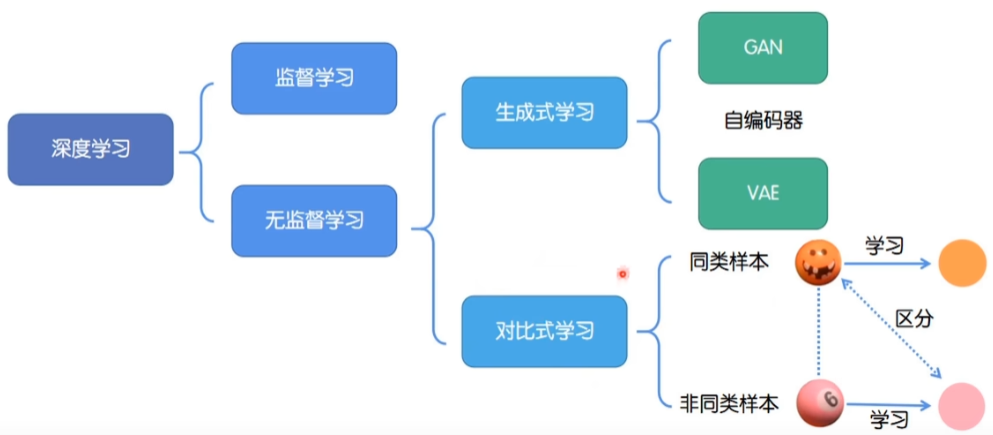 深度学习
监督学习
无监督学习
生成式学习
对比式学习
GAN
自编码器
VAE
同类样本
学习
区分
非同类样本
6
学习